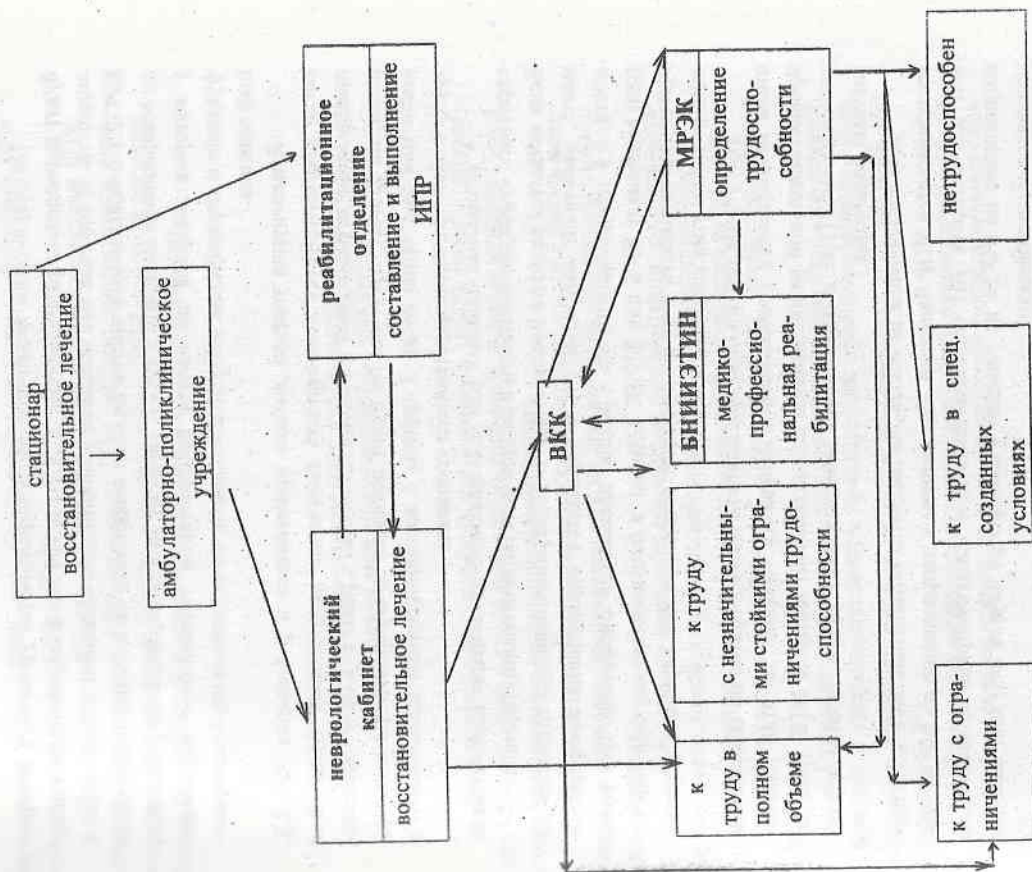 стационар
восстановительное лечение
амбулаторно-поликлиническое
учреждение
неврологический
кабинет
восстановительное лечение
реабилитационное
отделение
составление и выполнение
ИПР
ВКК
к
труду в
полном
объеме
к труду
с незначительны-
ми стойкими огра-
ничениями трудо-
способности
БНИИЭТИН
медико-
профессио-
нальная реа-
билитация
МРЭК
определение
трудоспо-
собности
к труду с огра-
ничениями
к труду в спец.
созданных
условиях
нетрудоспособен